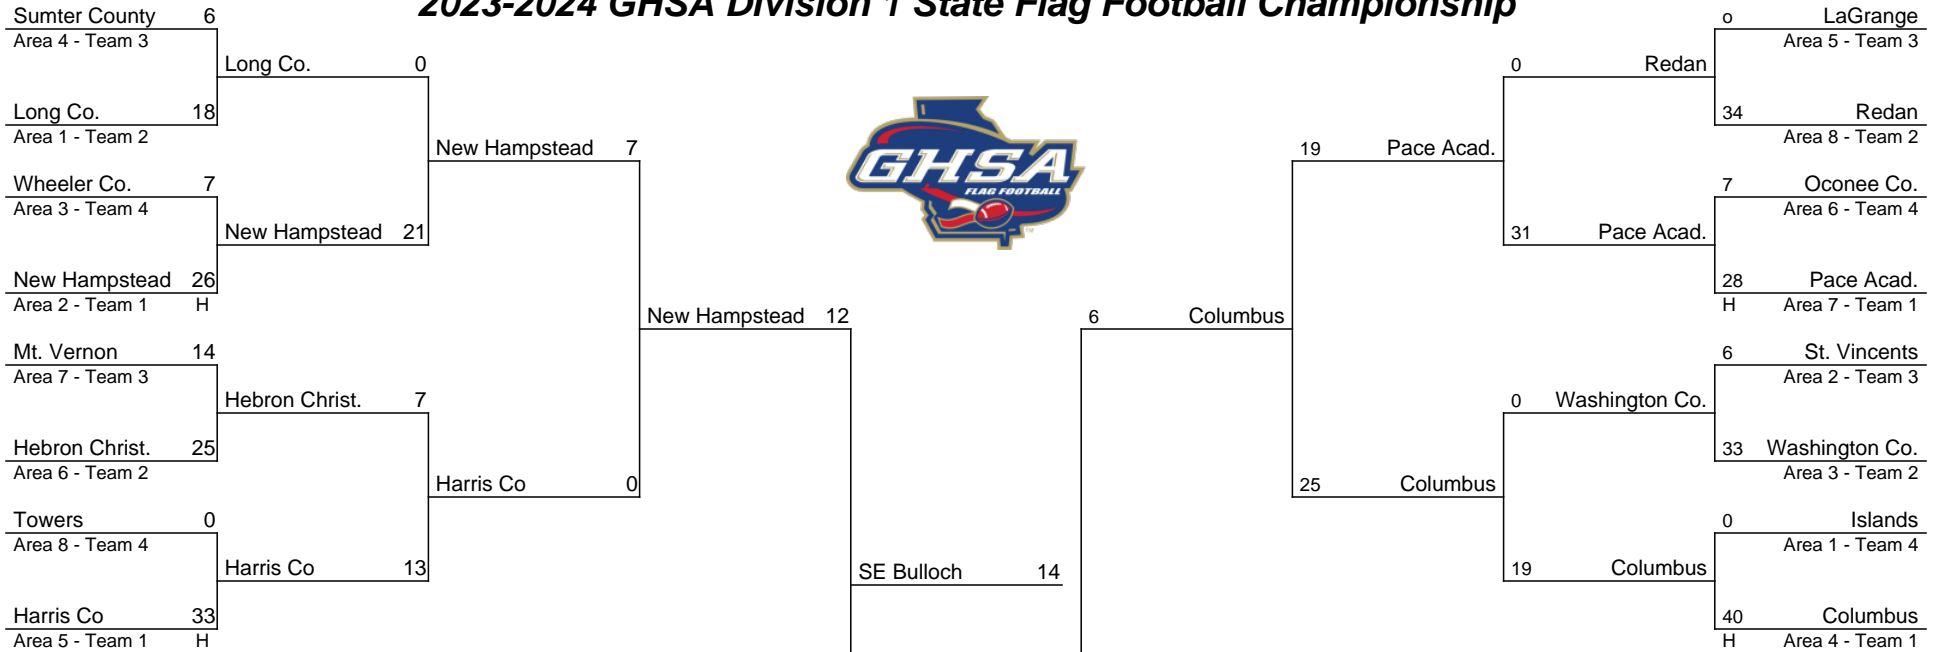 2023-2024 GHSA Division 1 State Flag Football Championship
Sumter County 6
Area 4 - Team 3
Long Co. 0
Long Co. 18
Area 1 - Team 2
New Hampstead 7
Wheeler Co. 7
Area 3 - Team 4
New Hampstead 21
New Hampstead 26
Area 2 - Team 1 H
New Hampstead 12
Mt. Vernon 14
Area 7 - Team 3
Hebron Christ. 7
Hebron Christ. 25
Area 6 - Team 2
Harris Co 0
Towers 0
Area 8 - Team 4
Harris Co 13
Harris Co 33
Area 5 - Team 1 H
SE Bulloch 14
GHSA
FLAG FOOTBALL
TM
o LaGrange
Area 5 - Team 3
0 Redan
34 Redan
Area 8 - Team 2
19 Pace Acad.
7 Oconee Co.
Area 6 - Team 4
31 Pace Acad.
28 Pace Acad.
H Area 7 - Team 1
6 Columbus
6 St. Vincents
Area 2 - Team 3
0 Washington Co.
33 Washington Co.
Area 3 - Team 2
25 Columbus
0 Islands
Area 1 - Team 4
19 Columbus
40 Columbus
H Area 4 - Team 1